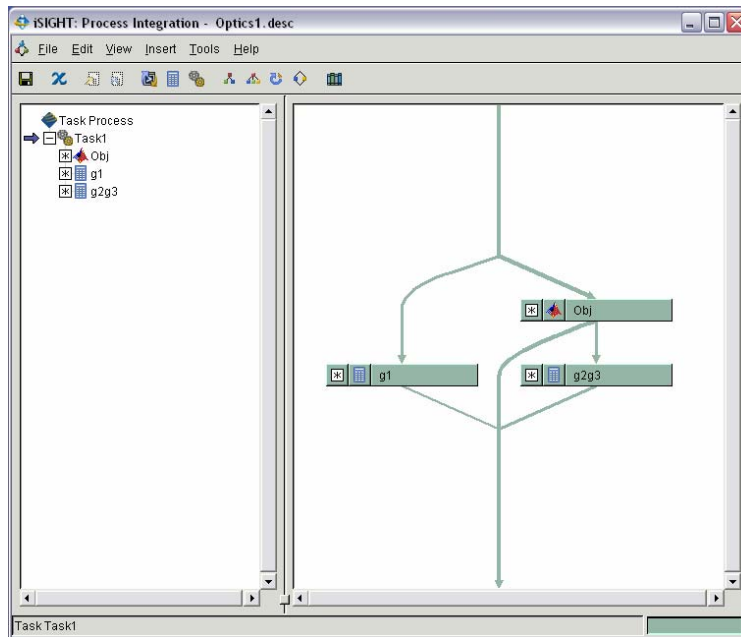 iSIGHT: Process Integration - Optics1.desc
File Edit View Insert Tools Help
Task Process
Task1
Obj
g1
g2g3
Obj
g1
g2g3
Task Task1